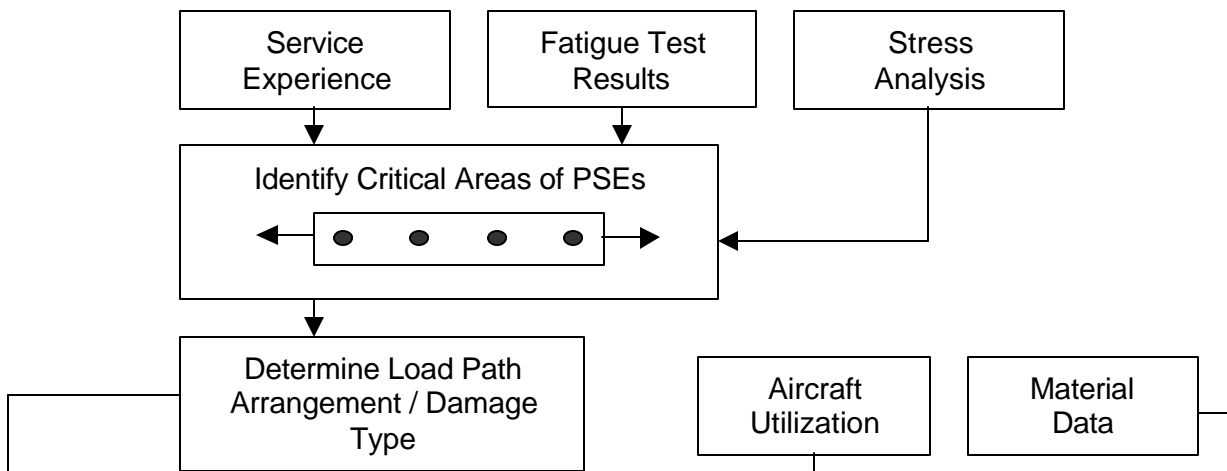 Service
Experience
Fatigue Test
Results
Stress
Analysis
Identify Critical Areas of PSEs
Determine Load Path
Arrangement / Damage
Type
Aircraft
Utilization
Material
Data